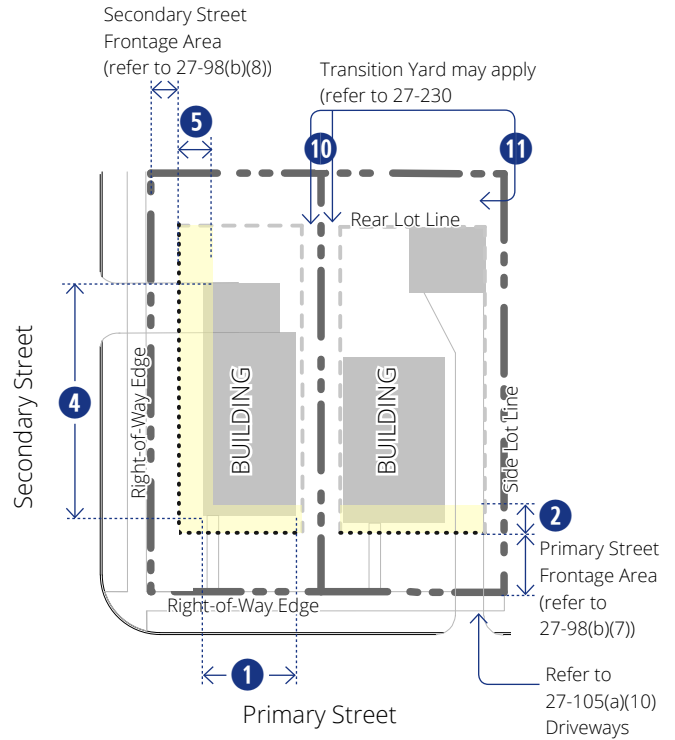 Secondary Street
Frontage Area
(refer to 27-98(b)(8))
Transition Yard may apply
(refer to 27-230
5
10
11
Rear Lot Line
Secondary Street
4
Right-of-Way Edge
BUILDING
BUILDING
Side Lot Line
2
Primary Street
Frontage Area
(refer to
27-98(b)(7))
Right-of-Way Edge
1
Primary Street
Refer to
27-105(a)(10)
Driveways